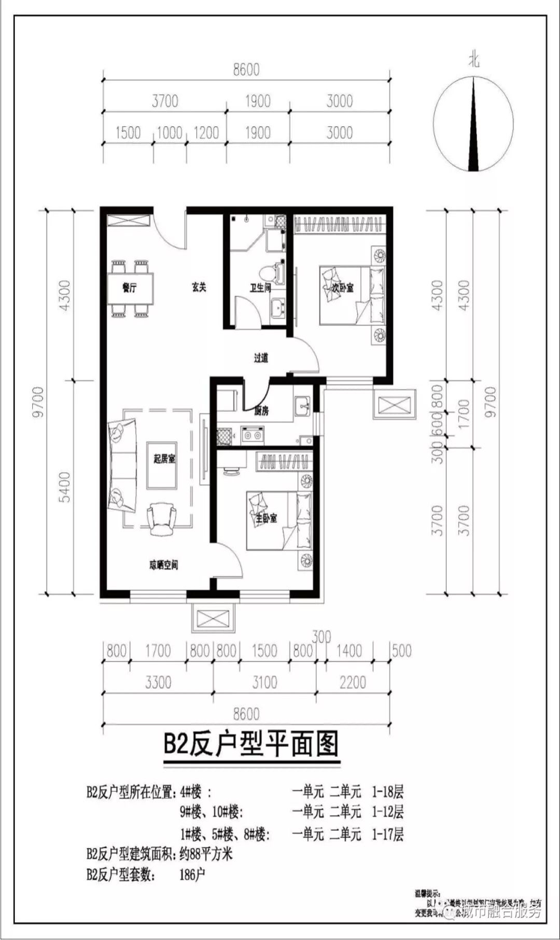 8600
北
3700 1900 3000
1500 1000 1200 1900 3000
4300
9700
5400
餐厅
玄关
卫生间
次卧室
过道
厨房
起居室
主卧室
晾晒空间
4300 4300
800
600
300
1700
9700
3700 3700
300
800 1700 800 800 1500 800 1400 500
3300 3100 2200
8600
B2反户型平面图
B2反户型所在位置: 4#楼 : 一单元 二单元 1-18层
9#楼、10#楼: 一单元 二单元 1-12层
1#楼、5#楼、8#楼: 一单元 二单元 1-17层
B2反户型建筑面积: 约88平方米
B2反户型套数: 186户
温馨提示:
城市融合服务